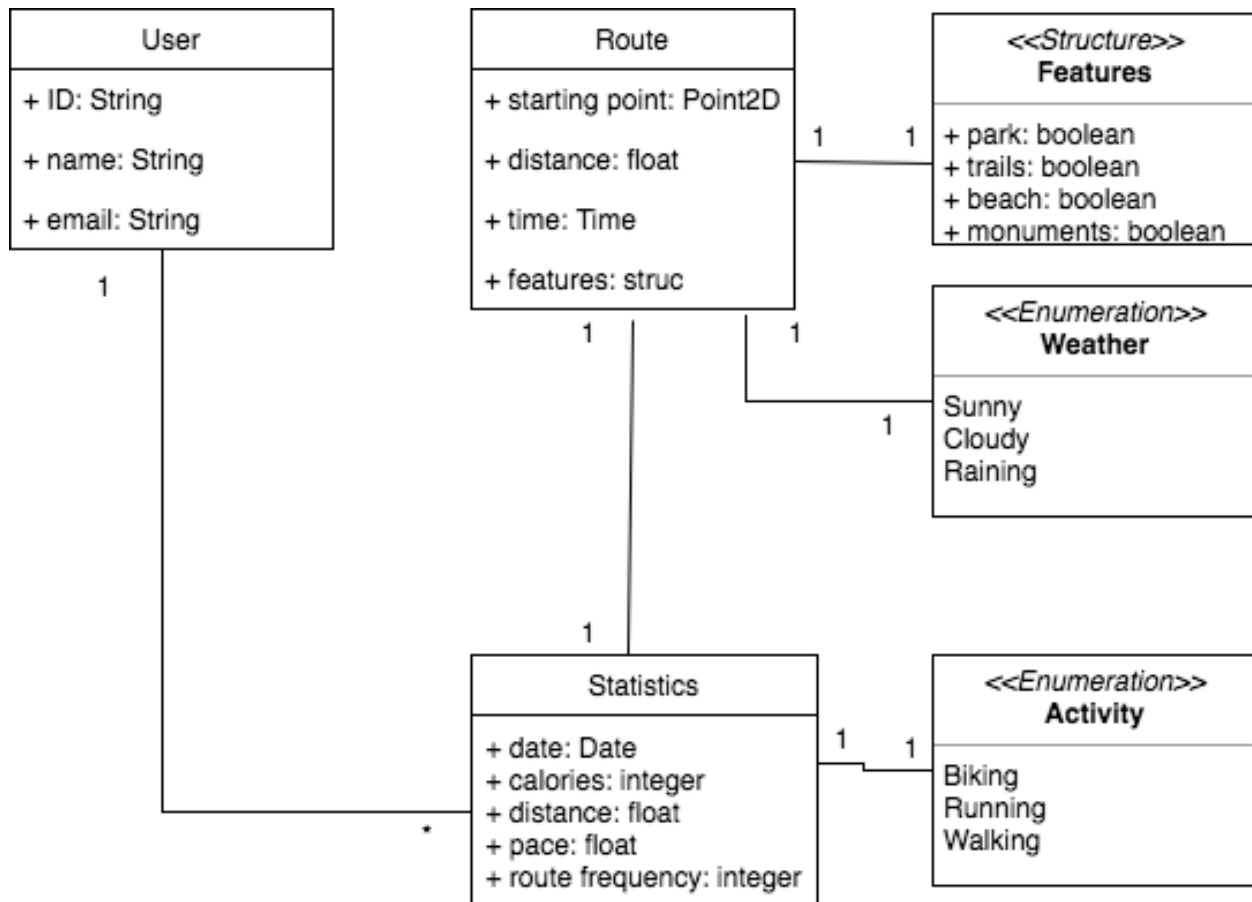 User
+ ID: String
+ name: String
+ email: String
1
Route
+ starting point: Point2D
+ distance: float
+ time: Time
+ features: struc
1
1
<<Structure>>
Features
+ park: boolean
+ trails: boolean
+ beach: boolean
+ monuments: boolean
1
1
<<Enumeration>>
Weather
Sunny
Cloudy
Raining
1
1
Statistics
+ date: Date
+ calories: integer
+ distance: float
+ pace: float
+ route frequency: integer
*
1
1
<<Enumeration>>
Activity
Biking
Running
Walking